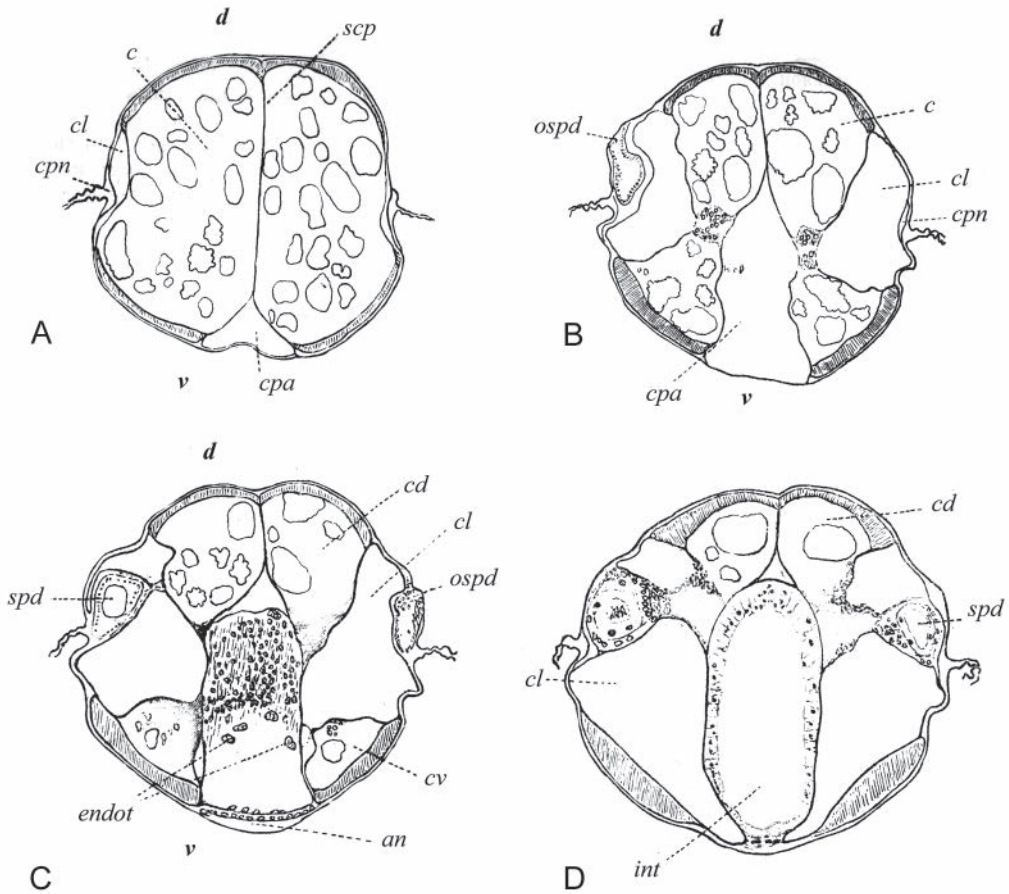 d
scp
c
cl
cpn
A
v
cpa
d
ospd
c
cl
cpn
B
cpa
v
d
cd
cl
ospd
spd
cv
endot
an
v
C
cd
spd
cl
int
D